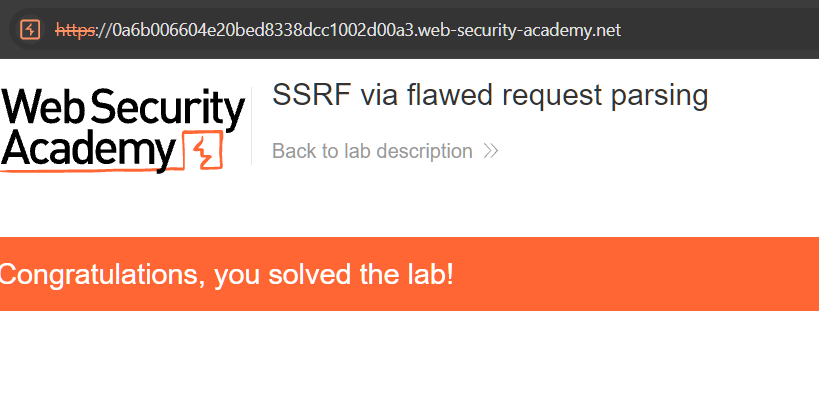 https://0a6b006604e20bed8338dcc1002d00a3.web-security-academy.net
Web Security
Academy
SSRF via flawed request parsing
Back to lab description
Congratulations, you solved the lab!